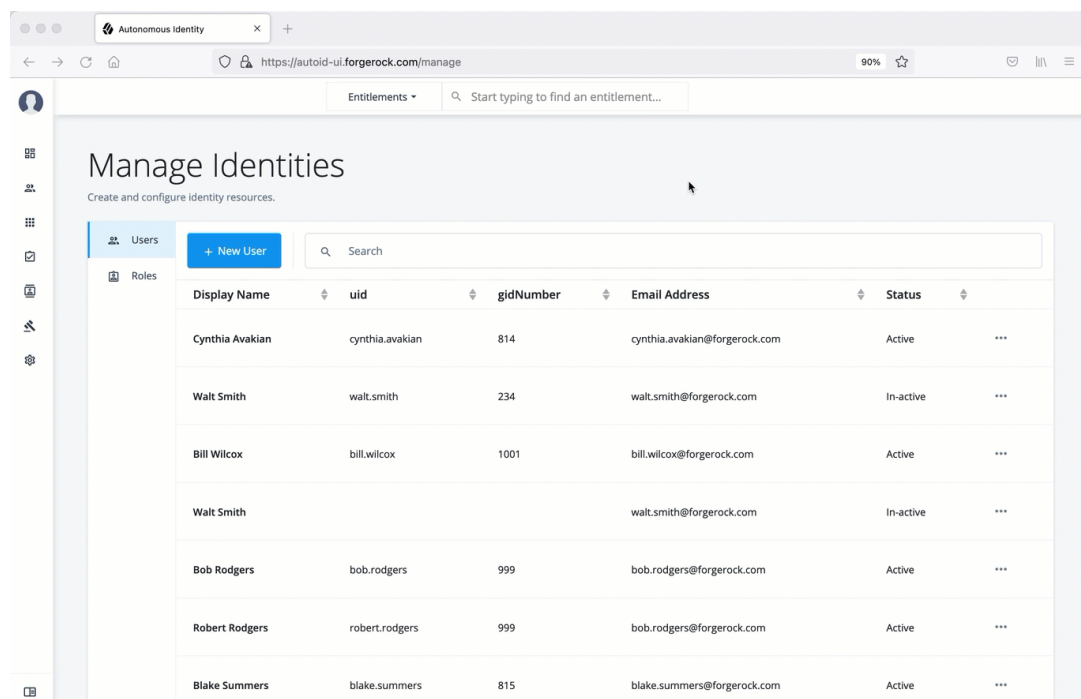 Autonomous Identity
https://autoid-ui.forgerock.com/manage
90%
Entitlements
Start typing to find an entitlement...
Manage Identities
Create and configure identity resources.
Users
Roles
+ New User
Search
Display Name uid gidNumber Email Address Status
Cynthia Avakian cynthia.avakian 814 cynthia.avakian@forgerock.com Active
Walt Smith walt.smith 234 walt.smith@forgerock.com In-active
Bill Wilcox bill.wilcox 1001 bill.wilcox@forgerock.com Active
Walt Smith walt.smith@forgerock.com In-active
Bob Rodgers bob.rodgers 999 bob.rodgers@forgerock.com Active
Robert Rodgers robert.rodgers 999 bob.rodgers@forgerock.com Active
Blake Summers blake.summers 815 blake.summers@forgerock.com Active